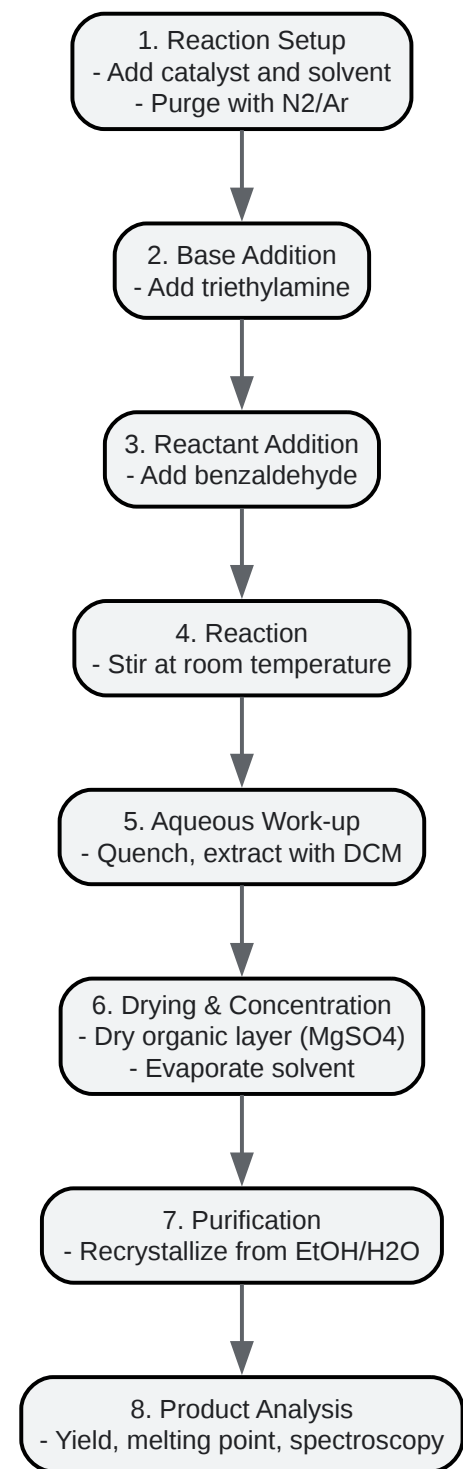 1. Reaction Setup
- Add catalyst and solvent
- Purge with N2/Ar
2. Base Addition
- Add triethylamine
3. Reactant Addition
- Add benzaldehyde
4. Reaction
- Stir at room temperature
5. Aqueous Work-up
- Quench, extract with DCM
6. Drying & Concentration
- Dry organic layer (MgSO4)
- Evaporate solvent
7. Purification
- Recrystallize from EtOH/H2O
8. Product Analysis
- Yield, melting point, spectroscopy